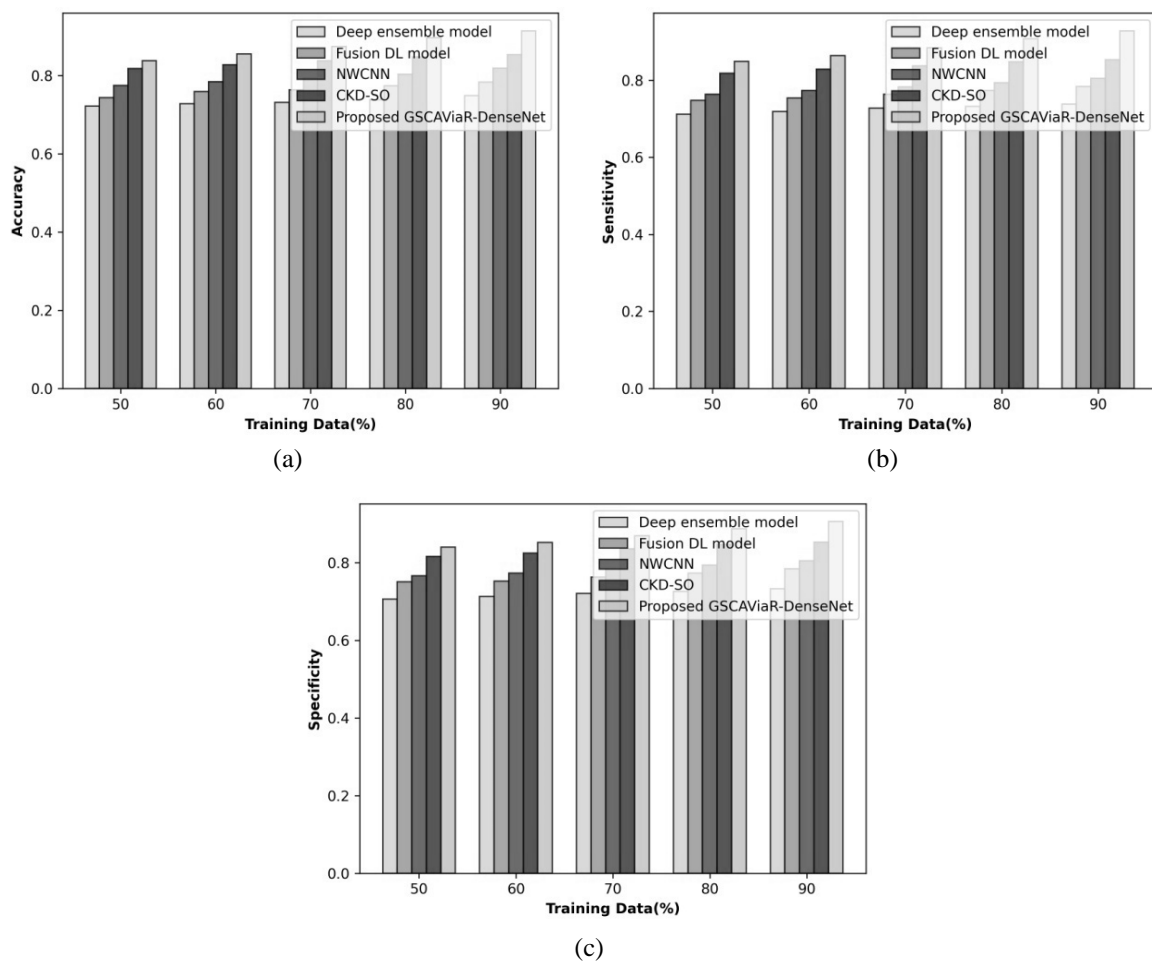 Deep ensemble model
Fusion DL model
NWCNN
CKD-SO
Proposed GSCAViaR-DenseNet
Accuracy
0.8
0.6
0.4
0.2
0.0
50 60 70 80 90
Training Data(%)
(a)
Deep ensemble model
Fusion DL model
NWCNN
CKD-SO
Proposed GSCAViaR-DenseNet
Sensitivity
0.8
0.6
0.4
0.2
0.0
50 60 70 80 90
Training Data(%)
(b)
Deep ensemble model
Fusion DL model
NWCNN
CKD-SO
Proposed GSCAViaR-DenseNet
Specificity
0.8
0.6
0.4
0.2
0.0
50 60 70 80 90
Training Data(%)
(c)